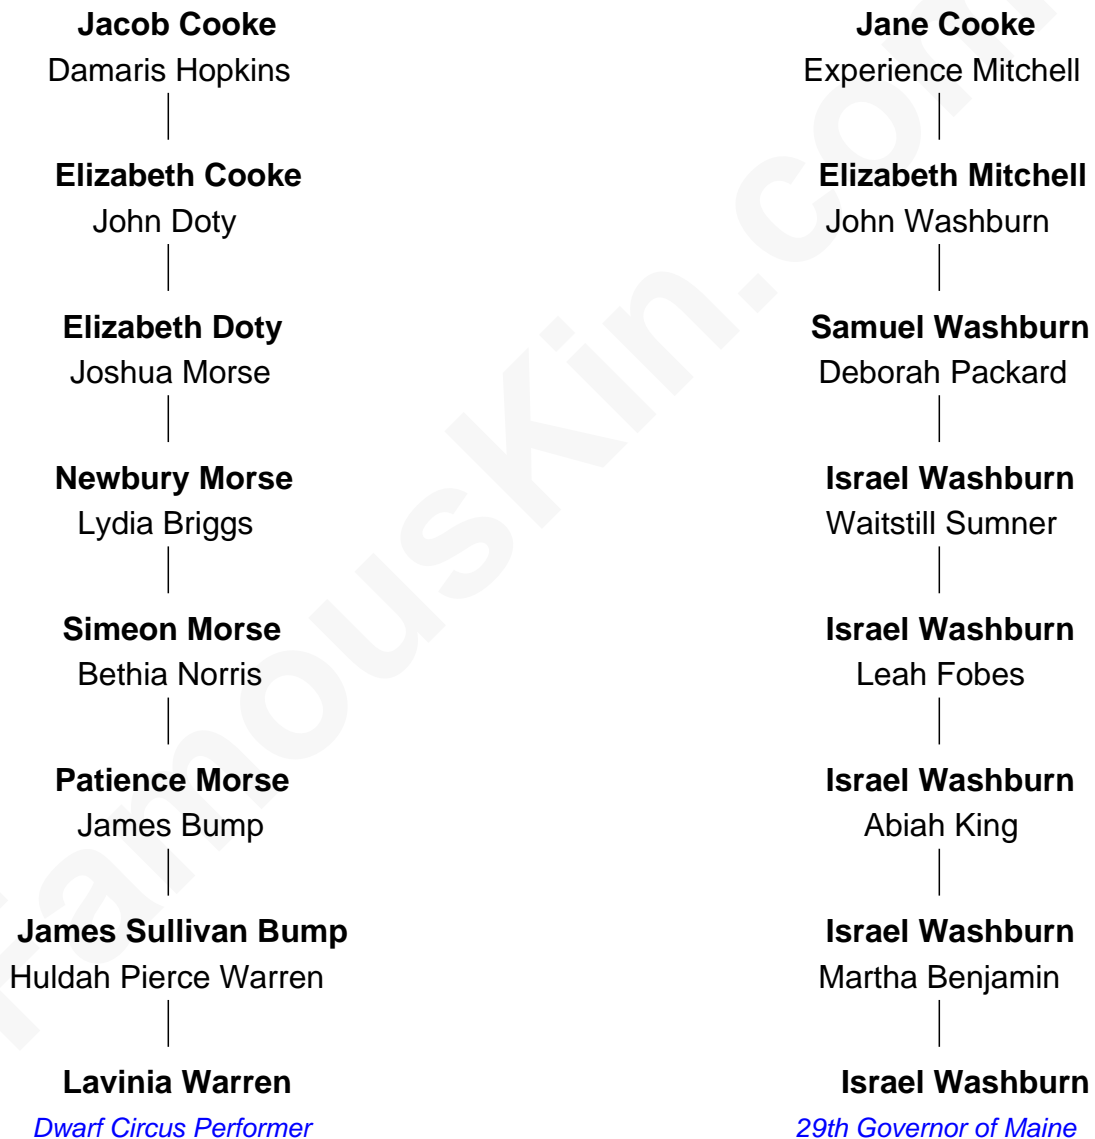 Jacob Cooke
Damaris Hopkins
Elizabeth Cooke
John Doty
Elizabeth Doty
Joshua Morse
Newbury Morse
Lydia Briggs
Simeon Morse
Bethia Norris
Patience Morse
James Bump
James Sullivan Bump
Huldah Pierce Warren
Lavinia Warren
Dwarf Circus Performer
Jane Cooke
Experience Mitchell
Elizabeth Mitchell
John Washburn
Samuel Washburn
Deborah Packard
Israel Washburn
Waitstill Sumner
Israel Washburn
Leah Fobes
Israel Washburn
Abiah King
Israel Washburn
Martha Benjamin
Israel Washburn
29th Governor of Maine
FamousKin.com